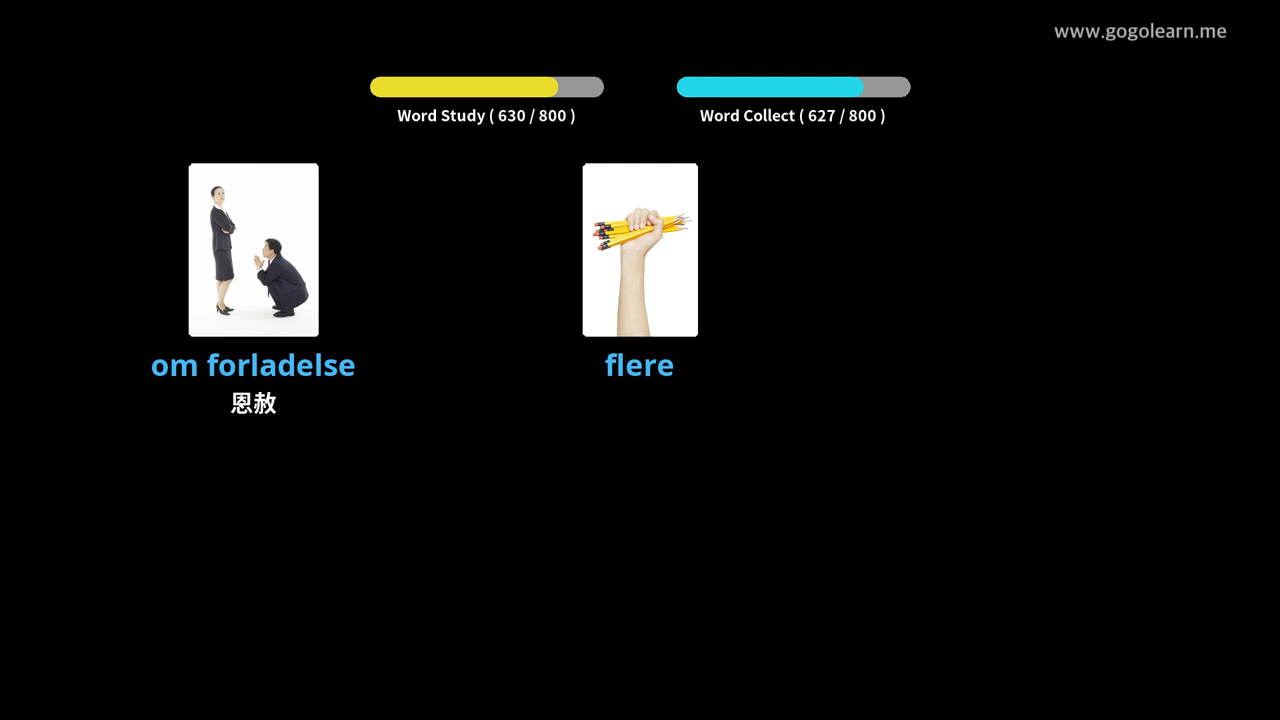 www.gogolearn.me
Word Study ( 630 / 800 )
Word Collect ( 627 / 800 )
om forladelse
恩赦
flere